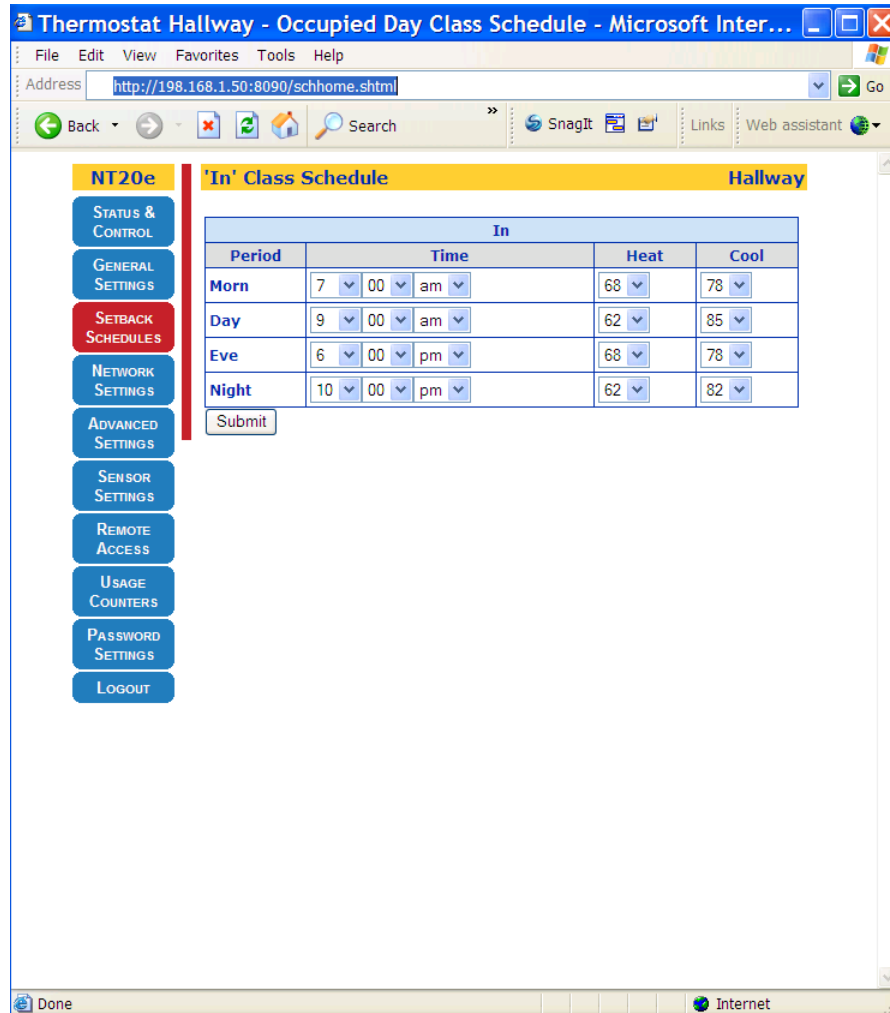 Thermostat Hallway - Occupied Day Class Schedule - Microsoft Inter...
File Edit View Favorites Tools Help
Address http://198.168.1.50:8090/schhome.shtml Go
Back Search » SnagIt Links Web assistant
NT20e
'In' Class Schedule Hallway
STATUS &
CONTROL
GENERAL
SETTINGS
SETBACK
SCHEDULES
NETWORK
SETTINGS
ADVANCED
SETTINGS
SENSOR
SETTINGS
REMOTE
ACCESS
USAGE
COUNTERS
PASSWORD
SETTINGS
LOGOUT
In
Period Time Heat Cool
Morn 7 00 am 68 78
Day 9 00 am 62 85
Eve 6 00 pm 68 78
Night 10 00 pm 62 82
Submit
Done Internet